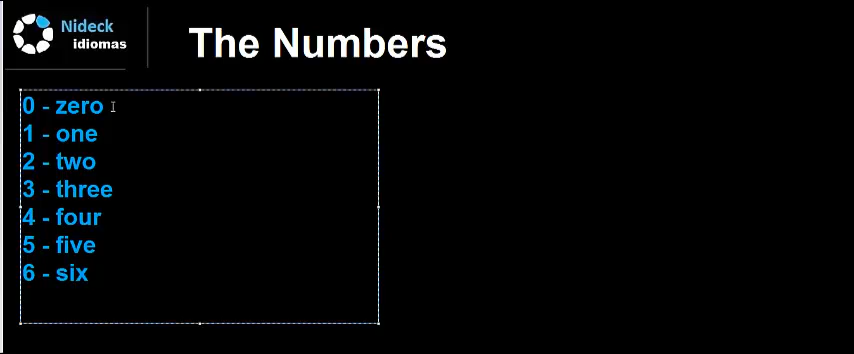 Nideck
idiomas
The Numbers
0 - zero
1 - one
2 - two
3 - three
4 - four
5 - five
6 - six